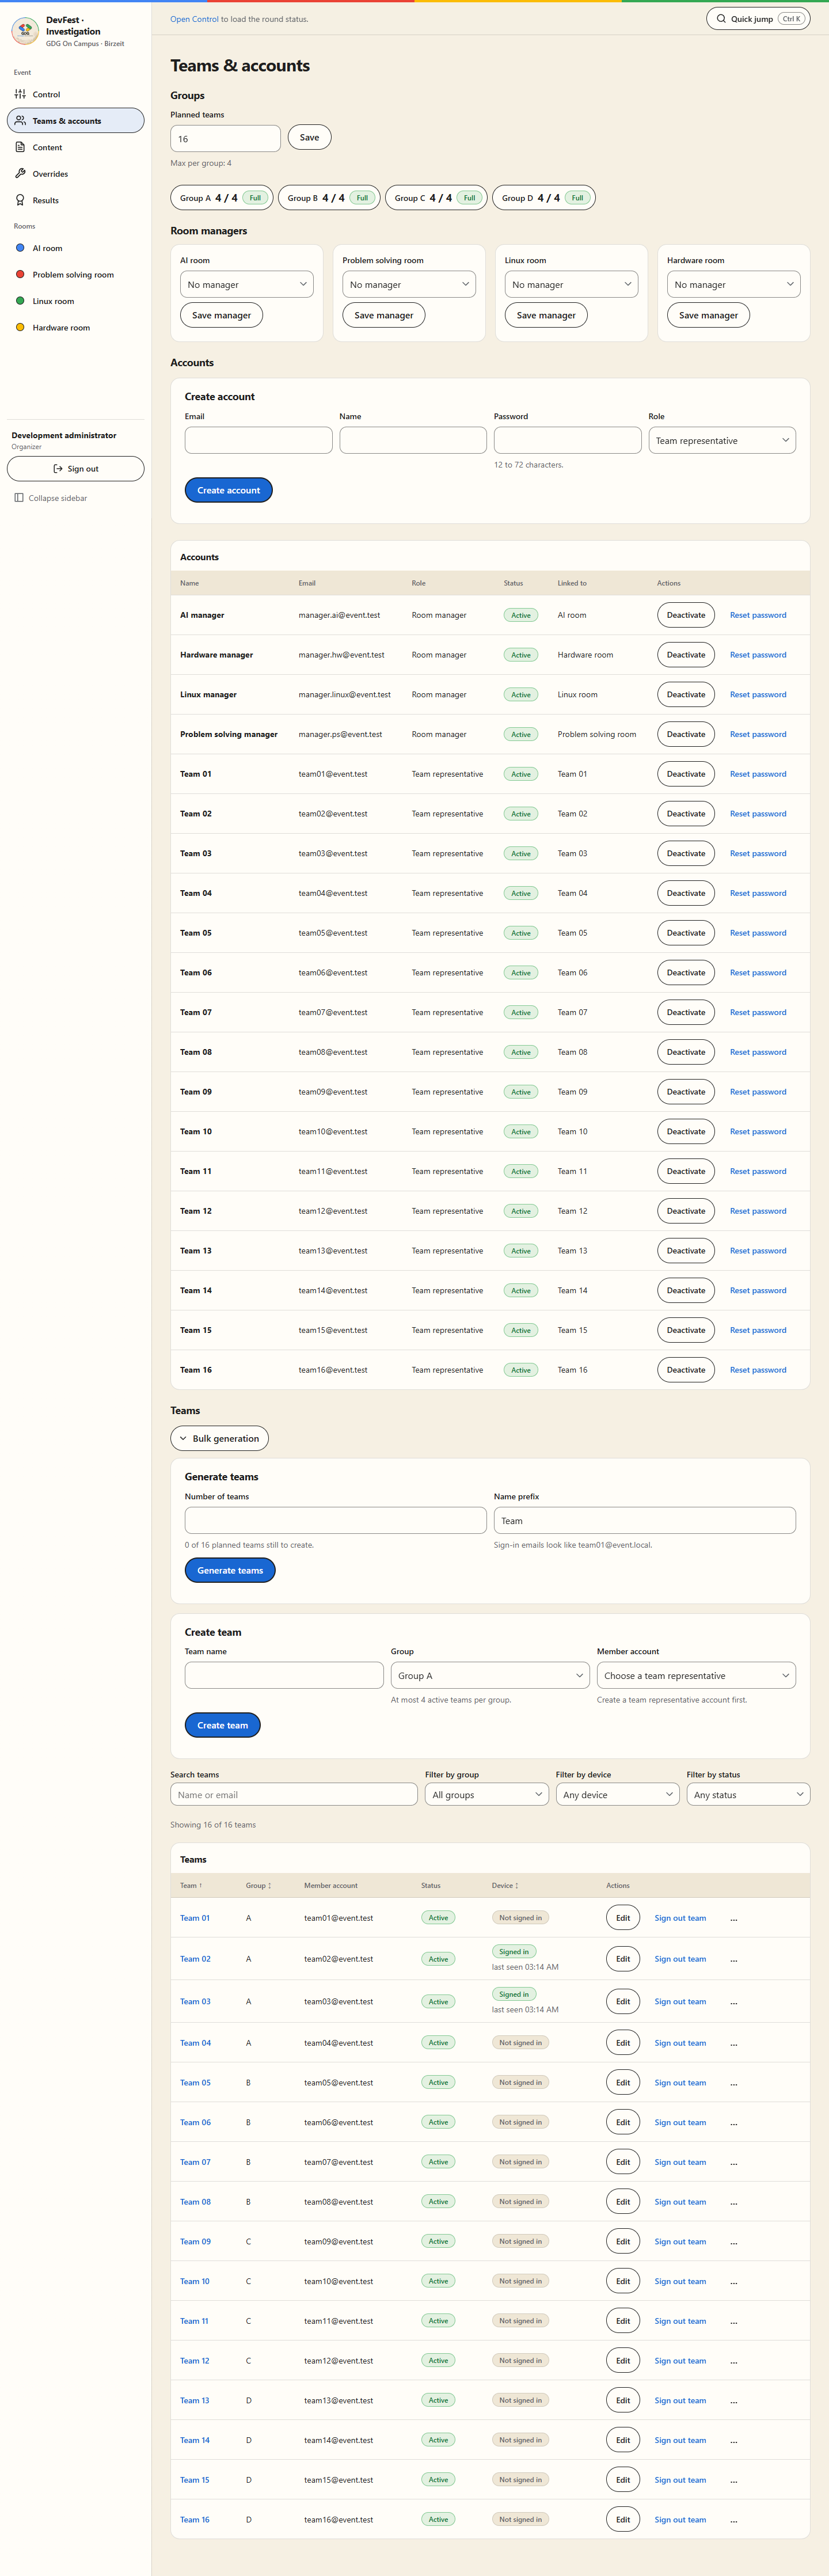 DevFest ·
Investigation
GDG On Campus · Birzeit
Event
Control
Teams & accounts
Content
Overrides
Results
Rooms
AI room
Problem solving room
Linux room
Hardware room
Development administrator
Organizer
Sign out
Collapse sidebar
Open Control to load the round status.
Quick jump Ctrl K
Teams & accounts
Groups
Planned teams
16 Save
Max per group: 4
Group A 4 / 4 Full Group B 4 / 4 Full Group C 4 / 4 Full Group D 4 / 4 Full
Room managers
AI room Problem solving room Linux room Hardware room
No manager No manager No manager No manager
Save manager Save manager Save manager Save manager
Accounts
Create account
Email Name Password Role
Team representative
12 to 72 characters.
Create account
Accounts
Name Email Role Status Linked to Actions
AI manager manager.ai@event.test Room manager Active AI room Deactivate Reset password
Hardware manager manager.hw@event.test Room manager Active Hardware room Deactivate Reset password
Linux manager manager.linux@event.test Room manager Active Linux room Deactivate Reset password
Problem solving manager manager.ps@event.test Room manager Active Problem solving room Deactivate Reset password
Team 01 team01@event.test Team representative Active Team 01 Deactivate Reset password
Team 02 team02@event.test Team representative Active Team 02 Deactivate Reset password
Team 03 team03@event.test Team representative Active Team 03 Deactivate Reset password
Team 04 team04@event.test Team representative Active Team 04 Deactivate Reset password
Team 05 team05@event.test Team representative Active Team 05 Deactivate Reset password
Team 06 team06@event.test Team representative Active Team 06 Deactivate Reset password
Team 07 team07@event.test Team representative Active Team 07 Deactivate Reset password
Team 08 team08@event.test Team representative Active Team 08 Deactivate Reset password
Team 09 team09@event.test Team representative Active Team 09 Deactivate Reset password
Team 10 team10@event.test Team representative Active Team 10 Deactivate Reset password
Team 11 team11@event.test Team representative Active Team 11 Deactivate Reset password
Team 12 team12@event.test Team representative Active Team 12 Deactivate Reset password
Team 13 team13@event.test Team representative Active Team 13 Deactivate Reset password
Team 14 team14@event.test Team representative Active Team 14 Deactivate Reset password
Team 15 team15@event.test Team representative Active Team 15 Deactivate Reset password
Team 16 team16@event.test Team representative Active Team 16 Deactivate Reset password
Teams
Bulk generation
Generate teams
Number of teams Name prefix
Team
0 of 16 planned teams still to create. Sign-in emails look like team01@event.local.
Generate teams
Create team
Team name Group Member account
Group A Choose a team representative
At most 4 active teams per group. Create a team representative account first.
Create team
Search teams Filter by group Filter by device Filter by status
Name or email All groups Any device Any status
Showing 16 of 16 teams
Teams
Team ↑ Group ↕ Member account Status Device ↕ Actions
Team 01 A team01@event.test Active Not signed in Edit Sign out team ...
Team 02 A team02@event.test Active Signed in Edit Sign out team ...
last seen 03:14 AM
Team 03 A team03@event.test Active Signed in Edit Sign out team ...
last seen 03:14 AM
Team 04 A team04@event.test Active Not signed in Edit Sign out team ...
Team 05 B team05@event.test Active Not signed in Edit Sign out team ...
Team 06 B team06@event.test Active Not signed in Edit Sign out team ...
Team 07 B team07@event.test Active Not signed in Edit Sign out team ...
Team 08 B team08@event.test Active Not signed in Edit Sign out team ...
Team 09 C team09@event.test Active Not signed in Edit Sign out team ...
Team 10 C team10@event.test Active Not signed in Edit Sign out team ...
Team 11 C team11@event.test Active Not signed in Edit Sign out team ...
Team 12 C team12@event.test Active Not signed in Edit Sign out team ...
Team 13 D team13@event.test Active Not signed in Edit Sign out team ...
Team 14 D team14@event.test Active Not signed in Edit Sign out team ...
Team 15 D team15@event.test Active Not signed in Edit Sign out team ...
Team 16 D team16@event.test Active Not signed in Edit Sign out team ...